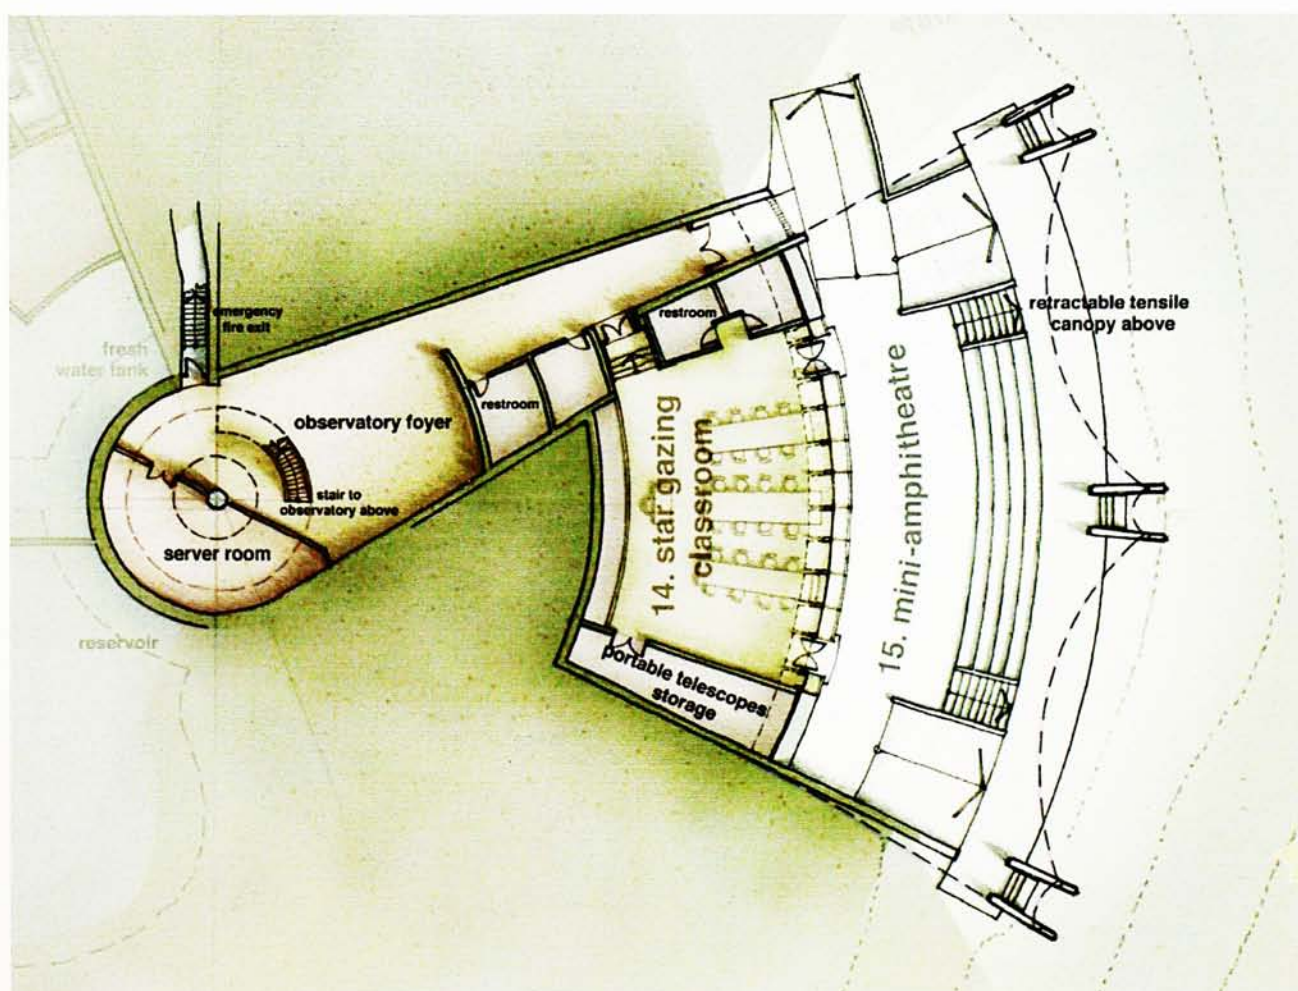 emergency
fire exit
fresh
water tank
retractable tensile
canopy above
restroom
restroom
observatory foyer
stair to
observatory above
server room
14. star gazing
classroom
15. mini-amphitheatre
reservoir
portable telescopes
storage